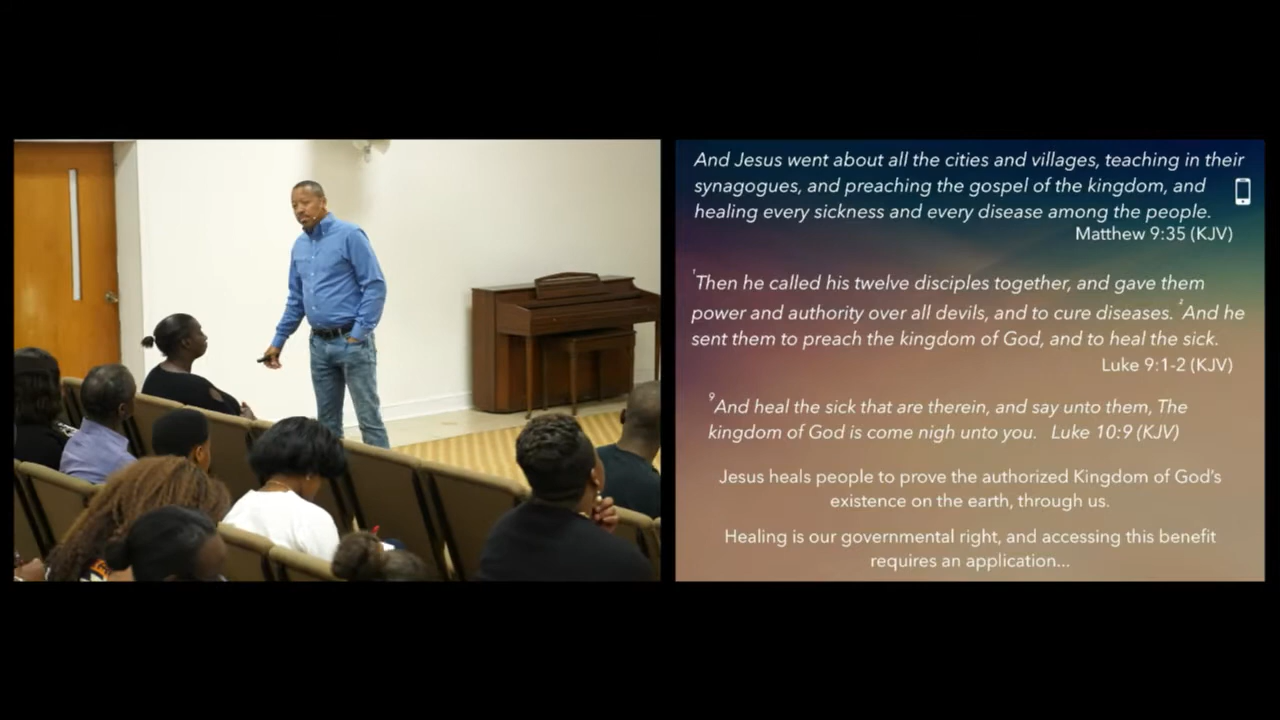 And Jesus went about all the cities and villages, teaching in their
synagogues, and preaching the gospel of the kingdom, and
healing every sickness and every disease among the people.
Matthew 9:35 (KJV)
¹Then he called his twelve disciples together, and gave them
power and authority over all devils, and to cure diseases. ²And he
sent them to preach the kingdom of God, and to heal the sick.
Luke 9:1-2 (KJV)
⁹And heal the sick that are therein, and say unto them, The
kingdom of God is come nigh unto you. Luke 10:9 (KJV)
Jesus heals people to prove the authorized Kingdom of God's
existence on the earth, through us.
Healing is our governmental right, and accessing this benefit
requires an application...